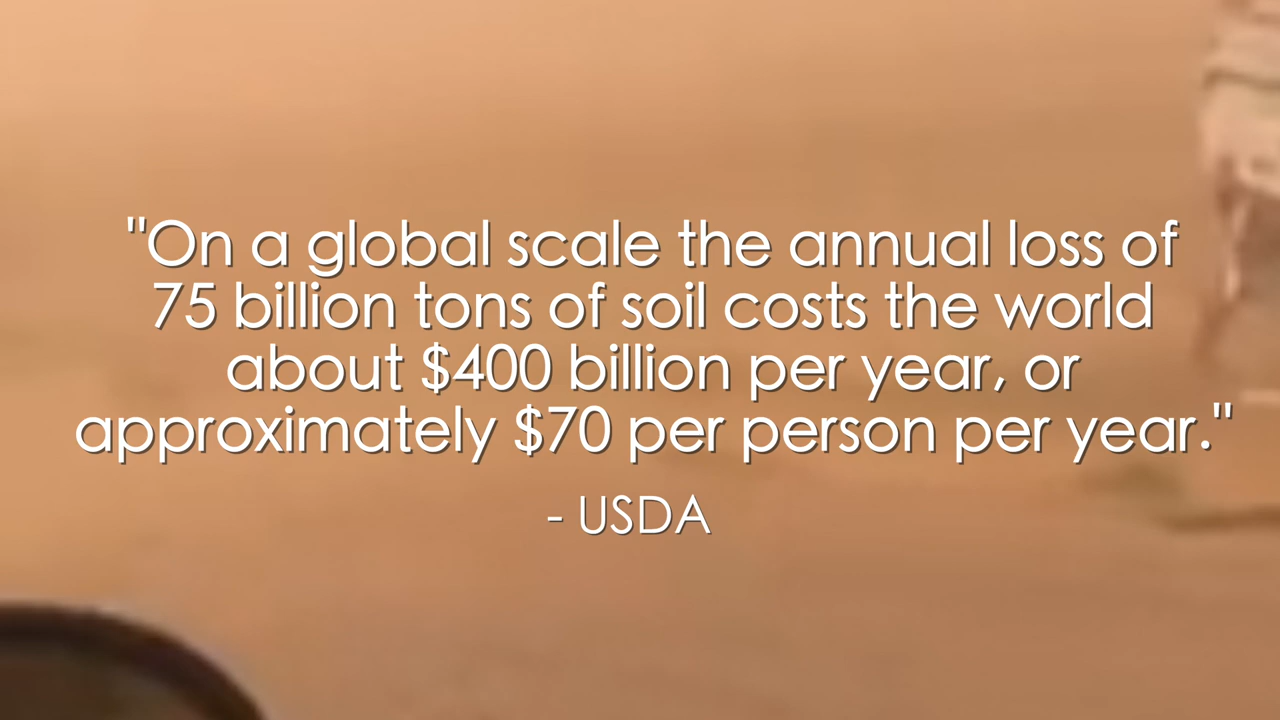 "On a global scale the annual loss of
75 billion tons of soil costs the world
about $400 billion per year, or
approximately $70 per person per year."
- USDA